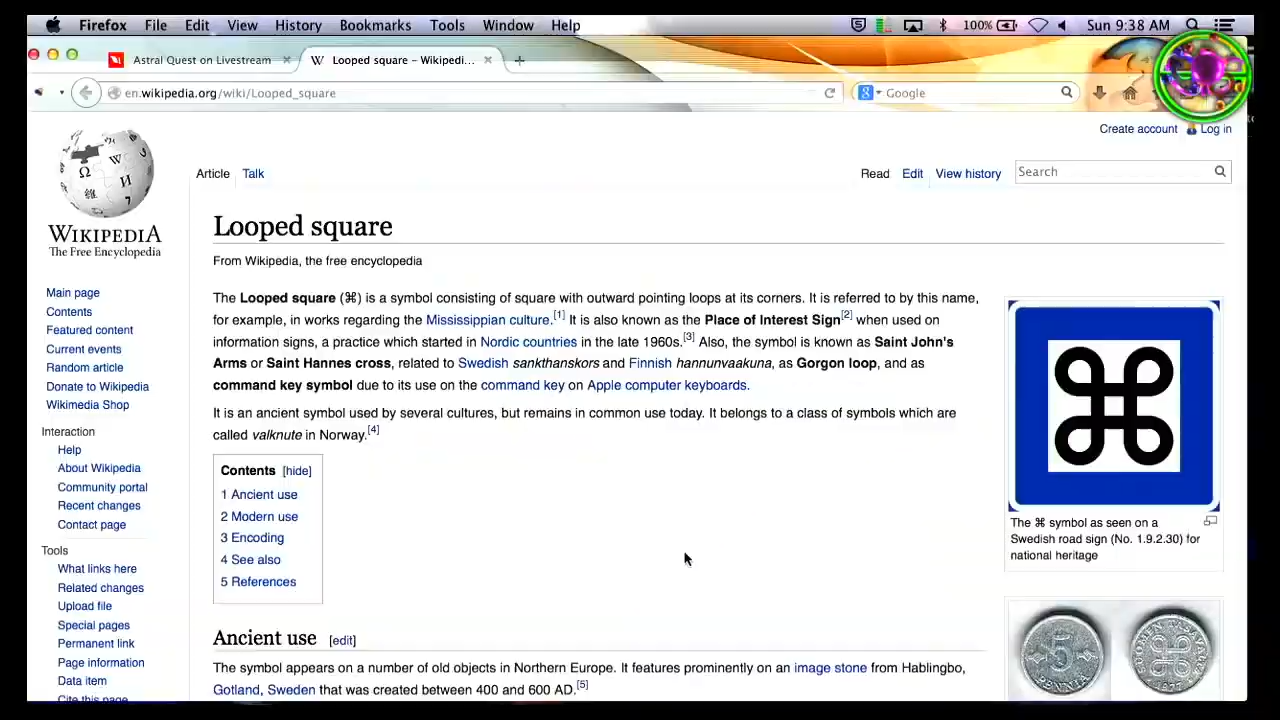 Firefox File Edit View History Bookmarks Tools Window Help 100% Sun 9:38 AM
Astral Quest on Livestream Looped square – Wikipedi...
en.wikipedia.org/wiki/Looped_square Google
Create account Log in
Article Talk Read Edit View history Search
WIKIPEDIA
The Free Encyclopedia
Main page
Contents
Featured content
Current events
Random article
Donate to Wikipedia
Wikimedia Shop
Interaction
Help
About Wikipedia
Community portal
Recent changes
Contact page
Tools
What links here
Related changes
Upload file
Special pages
Permanent link
Page information
Data item
Cite this page
Looped square
From Wikipedia, the free encyclopedia
The Looped square (⌘) is a symbol consisting of square with outward pointing loops at its corners. It is referred to by this name,
for example, in works regarding the Mississippian culture.[1] It is also known as the Place of Interest Sign[2] when used on
information signs, a practice which started in Nordic countries in the late 1960s.[3] Also, the symbol is known as Saint John's
Arms or Saint Hannes cross, related to Swedish sankthanskors and Finnish hannunvaakuna, as Gorgon loop, and as
command key symbol due to its use on the command key on Apple computer keyboards.
It is an ancient symbol used by several cultures, but remains in common use today. It belongs to a class of symbols which are
called valknute in Norway.[4]
Contents [hide]
1 Ancient use
2 Modern use
3 Encoding
4 See also
5 References
Ancient use [edit]
The symbol appears on a number of old objects in Northern Europe. It features prominently on an image stone from Hablingbo,
Gotland, Sweden that was created between 400 and 600 AD.[5]
The ⌘ symbol as seen on a
Swedish road sign (No. 1.9.2.30) for
national heritage
5
PENNIÄ